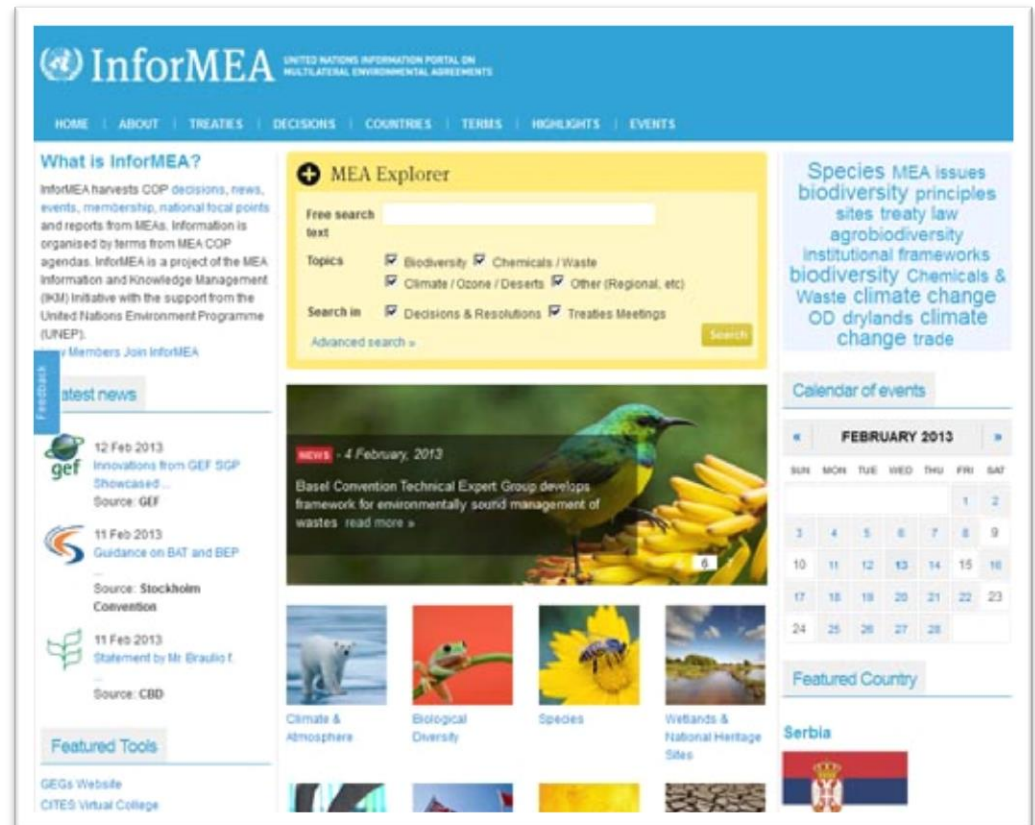 InforMEA
UNITED NATIONS INFORMATION PORTAL ON
MULTILATERAL ENVIRONMENTAL AGREEMENTS
HOME | ABOUT | TREATIES | DECISIONS | COUNTRIES | TERMS | HIGHLIGHTS | EVENTS
What is InforMEA?
InforMEA harvests COP decisions, news,
events, membership, national focal points
and reports from MEAs. Information is
organised by terms from MEA COP
agendas. InforMEA is a project of the MEA
Information and Knowledge Management
(IKM) Initiative with the support from the
United Nations Environment Programme
(UNEP).
Members Join InforMEA
Feedback
atest news
gef
12 Feb 2013
Innovations from GEF SGP
Showcased ...
Source: GEF
11 Feb 2013
Guidance on BAT and BEP
...
Source: Stockholm
Convention
11 Feb 2013
Statement by Mr. Braulio f.
...
Source: CBD
Featured Tools
GEGs Website
CITES Virtual College
MEA Explorer
Free search
text
Topics
Biodiversity Chemicals / Waste
Climate / Ozone / Deserts Other (Regional, etc)
Search in
Decisions & Resolutions Treaties Meetings
Advanced search »
Search
NEWS - 4 February, 2013
Basel Convention Technical Expert Group develops
framework for environmentally sound management of
wastes read more »
6
Climate &
Atmosphere
Biological
Diversity
Species
Wetlands &
National Heritage
Sites
Species MEA issues
biodiversity principles
sites treaty law
agrobiodiversity
institutional frameworks
biodiversity Chemicals &
Waste climate change
OD drylands climate
change trade
Calendar of events
« FEBRUARY 2013 »
SUN MON TUE WED THU FRI SAT
1 2
3 4 5 6 7 8 9
10 11 12 13 14 15 16
17 18 19 20 21 22 23
24 25 26 27 28
Featured Country
Serbia